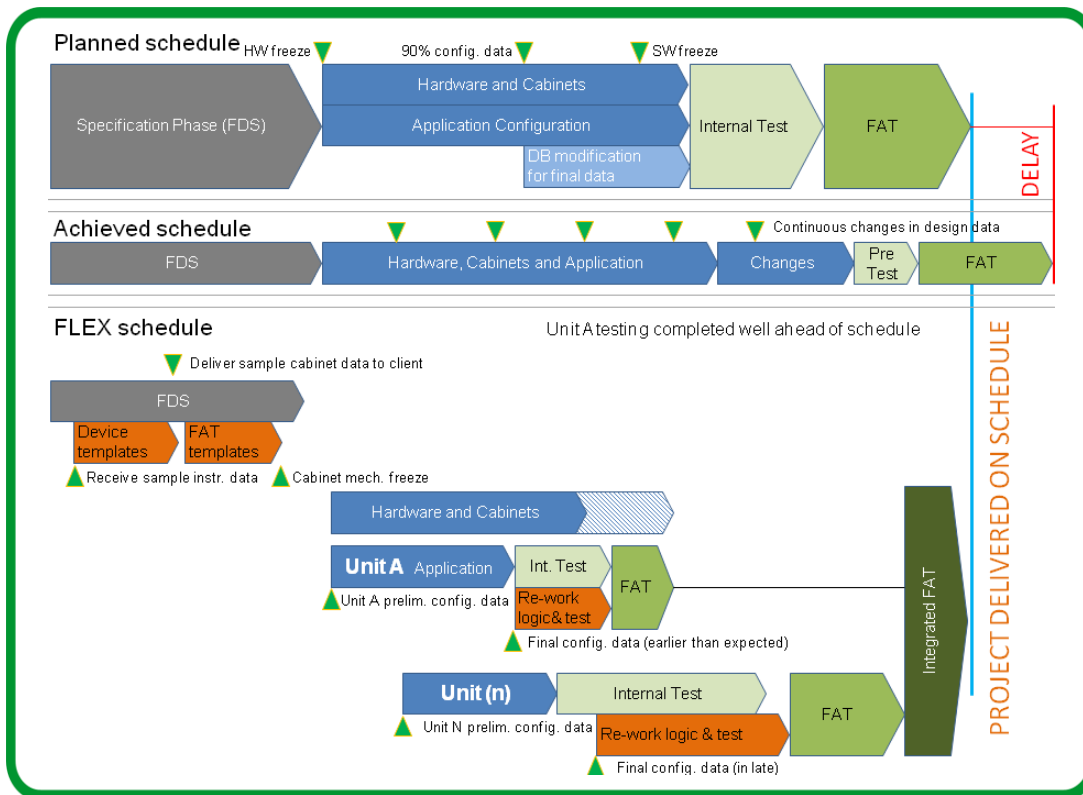 Planned schedule
HW freeze
90% config. data
SW freeze
Hardware and Cabinets
Specification Phase (FDS)
Application Configuration
Internal Test
FAT
DB modification
for final data
DELAY
Achieved schedule
Continuous changes in design data
FDS
Hardware, Cabinets and Application
Changes
Pre
Test
FAT
FLEX schedule
Unit A testing completed well ahead of schedule
Deliver sample cabinet data to client
FDS
Device
templates
FAT
templates
Receive sample instr. data
Cabinet mech. freeze
Hardware and Cabinets
Unit A Application
Int. Test
FAT
Re-work
logic& test
Unit A prelim. config. data
Final config. data (earlier than expected)
Unit (n)
Internal Test
FAT
Unit N prelim. config. data
Re-work logic & test
Final config. data (in late)
Integrated FAT
PROJECT DELIVERED ON SCHEDULE